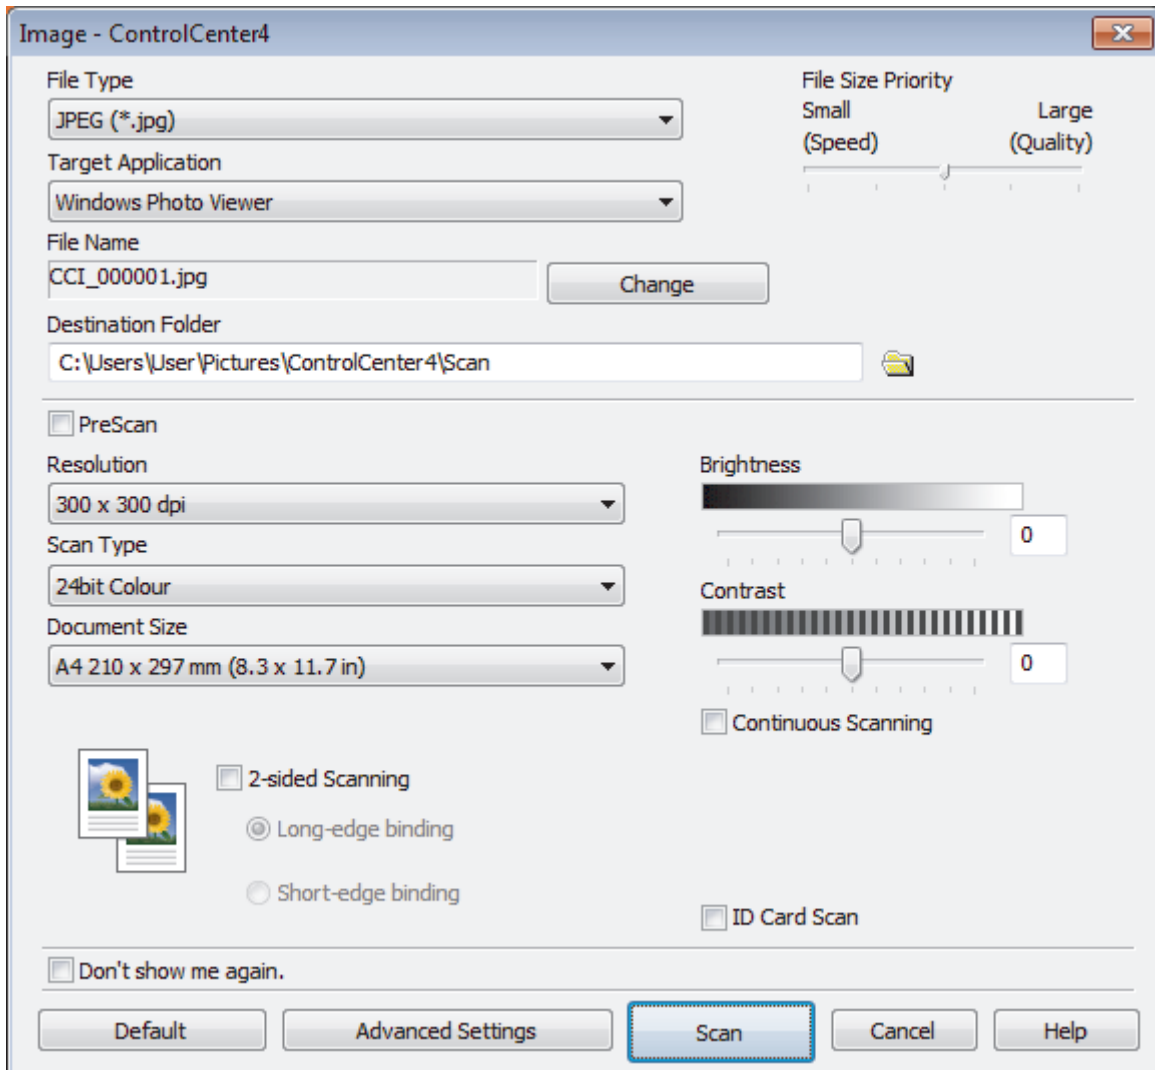 Image - ControlCenter4
File Type
JPEG (*.jpg)
Target Application
Windows Photo Viewer
File Name
CCI_000001.jpg
Change
Destination Folder
C:\Users\User\Pictures\ControlCenter4\Scan
File Size Priority
Small Large
(Speed) (Quality)
PreScan
Resolution
300 x 300 dpi
Scan Type
24bit Colour
Document Size
A4 210 x 297 mm (8.3 x 11.7 in)
Brightness
0
Contrast
0
Continuous Scanning
2-sided Scanning
Long-edge binding
Short-edge binding
ID Card Scan
Don't show me again.
Default Advanced Settings Scan Cancel Help